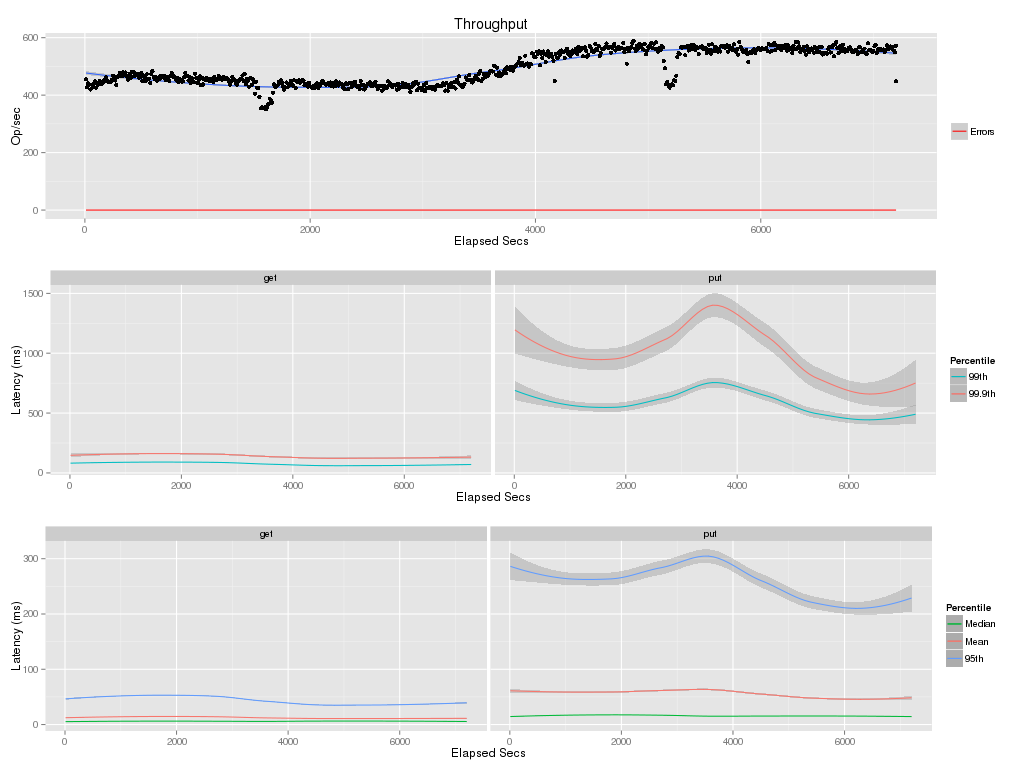 Throughput
600
400
200
0
Op/sec
0 2000 4000 6000
Elapsed Secs
Errors
get put
1500
1000
500
0
Latency (ms)
0 2000 4000 6000 0 2000 4000 6000
Elapsed Secs
Percentile
99th
99.9th
get put
300
200
100
0
Latency (ms)
0 2000 4000 6000 0 2000 4000 6000
Elapsed Secs
Percentile
Median
Mean
95th